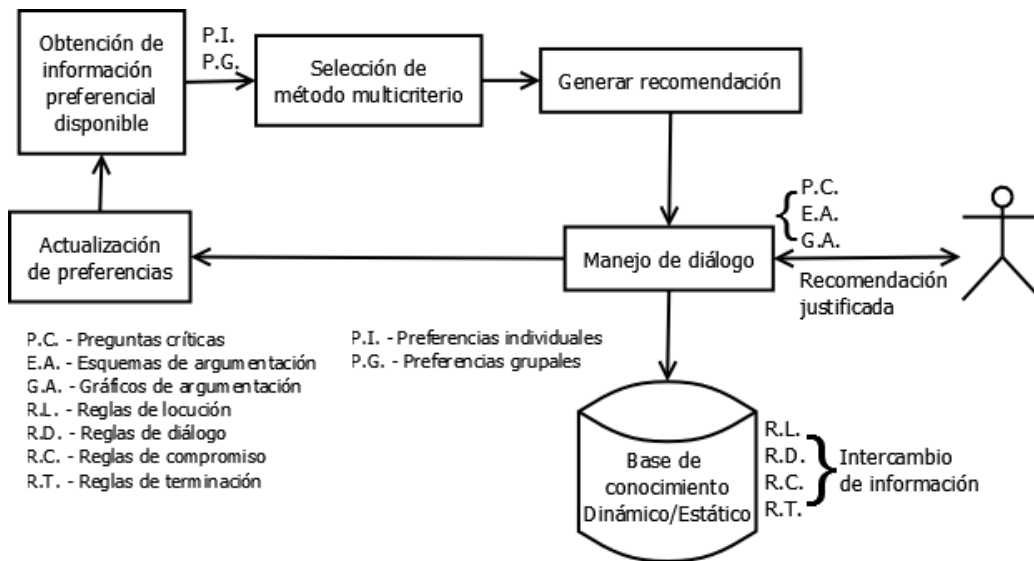 Obtención de
información
preferencial
disponible
P.I.
P.G.
Selección de
método multicriterio
Generar recomendación
P.C.
E.A.
G.A.
Actualización
de preferencias
Manejo de diálogo
Recomendación
justificada
P.C. - Preguntas críticas
E.A. - Esquemas de argumentación
G.A. - Gráficos de argumentación
R.L. - Reglas de locución
R.D. - Reglas de diálogo
R.C. - Reglas de compromiso
R.T. - Reglas de terminación
P.I. - Preferencias individuales
P.G. - Preferencias grupales
Base de
conocimiento
Dinámico/Estático
R.L.
R.D.
R.C.
R.T.
Intercambio
de información